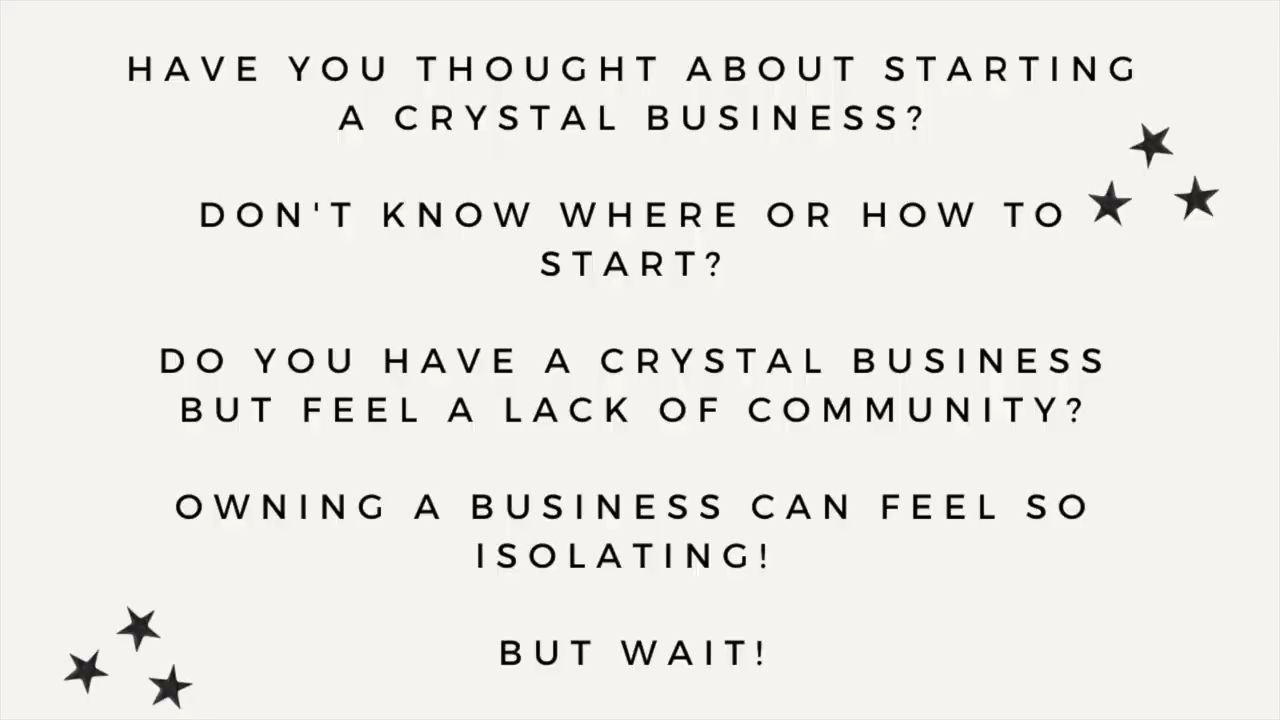 HAVE YOU THOUGHT ABOUT STARTING
A CRYSTAL BUSINESS?
DON'T KNOW WHERE OR HOW TO
START?
DO YOU HAVE A CRYSTAL BUSINESS
BUT FEEL A LACK OF COMMUNITY?
OWNING A BUSINESS CAN FEEL SO
ISOLATING!
BUT WAIT!